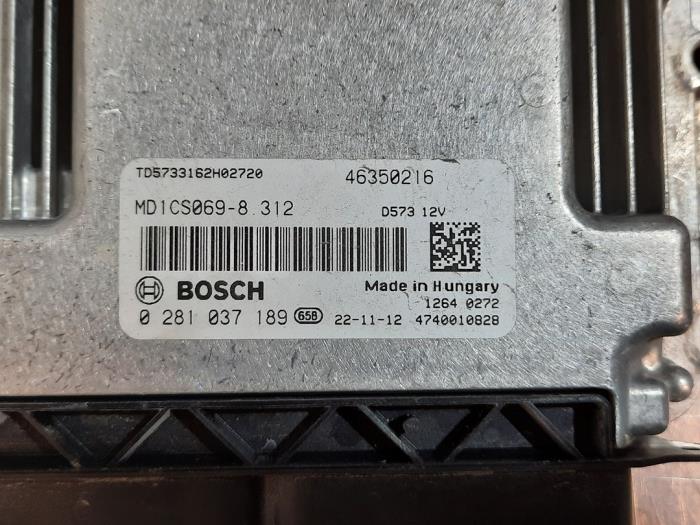 TD5733162H02720 46350216
MD1CS069-8.312 D573 12V
BOSCH Made in Hungary
1264 0272
0 281 037 189 65B 22-11-12 4740010828